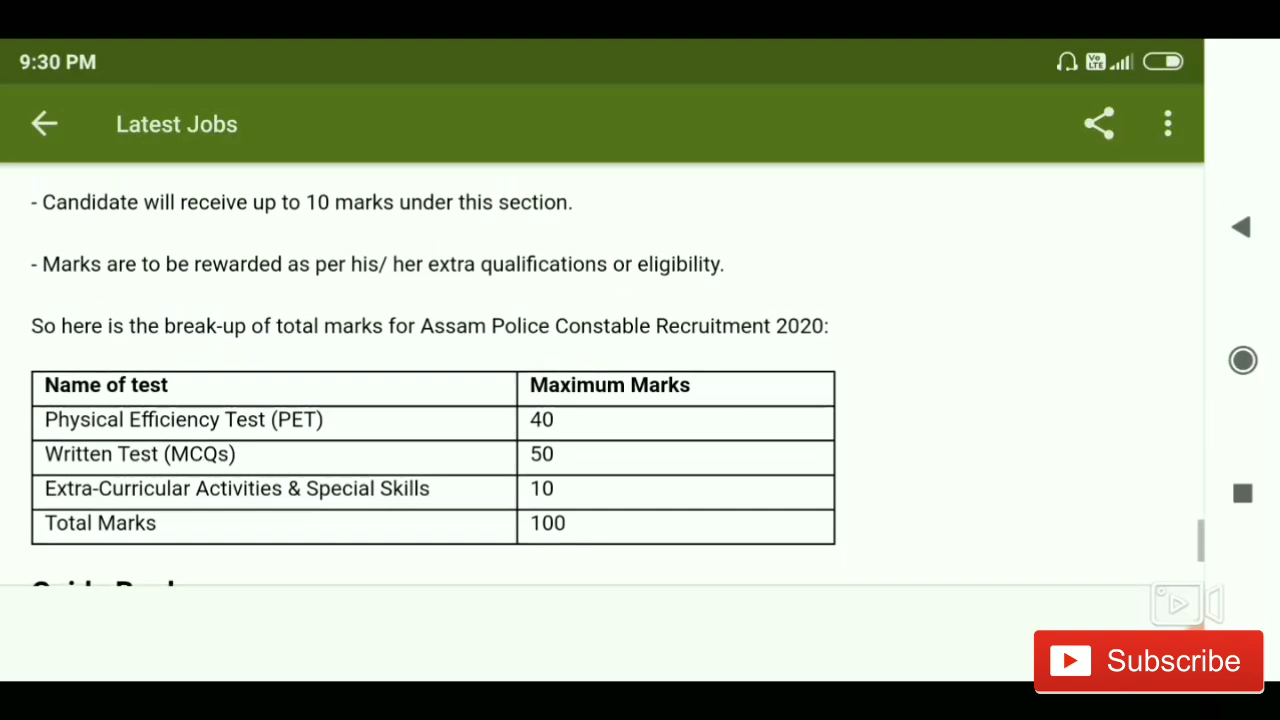 9:30 PM
Vo LTE
Latest Jobs
- Candidate will receive up to 10 marks under this section.
- Marks are to be rewarded as per his/ her extra qualifications or eligibility.
So here is the break-up of total marks for Assam Police Constable Recruitment 2020:
Name of test Maximum Marks
Physical Efficiency Test (PET) 40
Written Test (MCQs) 50
Extra-Curricular Activities & Special Skills 10
Total Marks 100
Subscribe